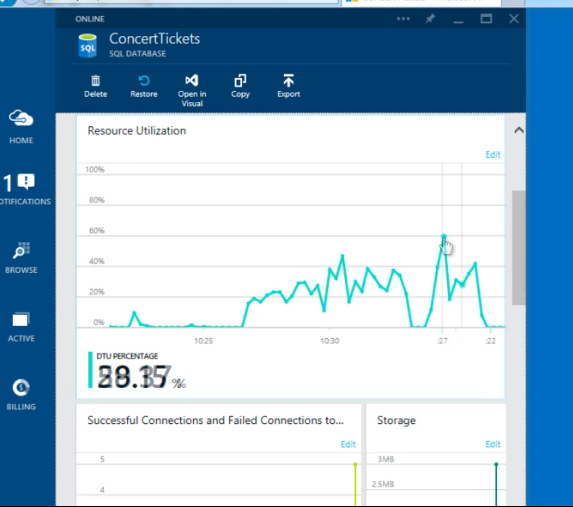 ONLINE
SQL
ConcertTickets
SQL DATABASE
Delete
Restore
Open in Visual
Copy
Export
HOME
1
OTIFICATIONS
BROWSE
ACTIVE
BILLING
Resource Utilization
Edit
100%
80%
60%
40%
20%
0%
10:25
10:30
:27
:22
DTU PERCENTAGE
%
Successful Connections and Failed Connections to...
Edit
5
4
Storage
Edit
3MB
2.5MB